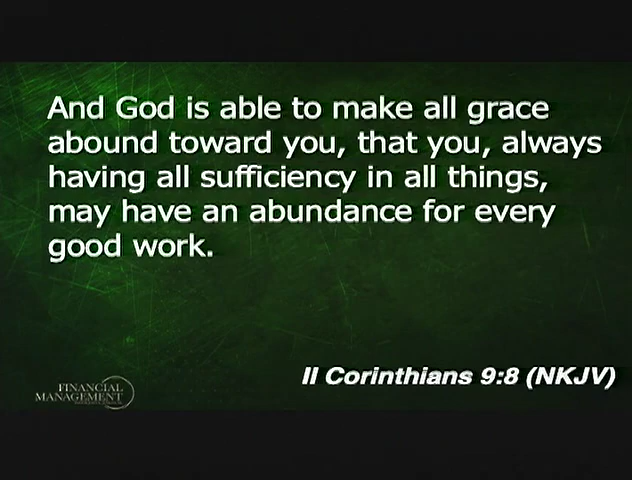 And God is able to make all grace
abound toward you, that you, always
having all sufficiency in all things,
may have an abundance for every
good work.
II Corinthians 9:8 (NKJV)
FINANCIAL
MANAGEMENT